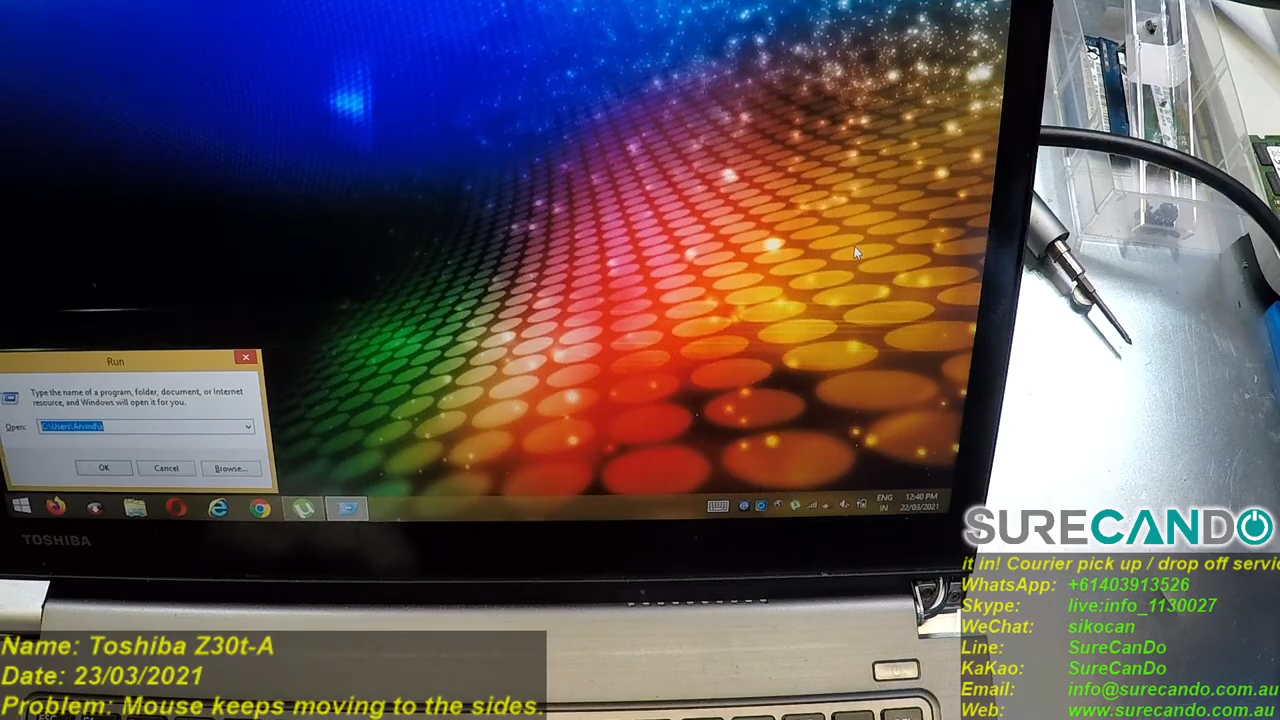 Run
Type the name of a program, folder, document, or Internet
resource, and Windows will open it for you.
Open:
OK
Cancel
Browse...
ENG
IN
12:40 PM
22/03/2021
TOSHIBA
SURECANDO
it In! Courier pick up / drop off servic
WhatsApp: +61403913526
Skype: live:info_1130027
WeChat: sikocan
Line: SureCanDo
KaKao: SureCanDo
Email: info@surecando.com.au
Web: www.surecando.com.au
Name: Toshiba Z30t-A
Date: 23/03/2021
Problem: Mouse keeps moving to the sides.